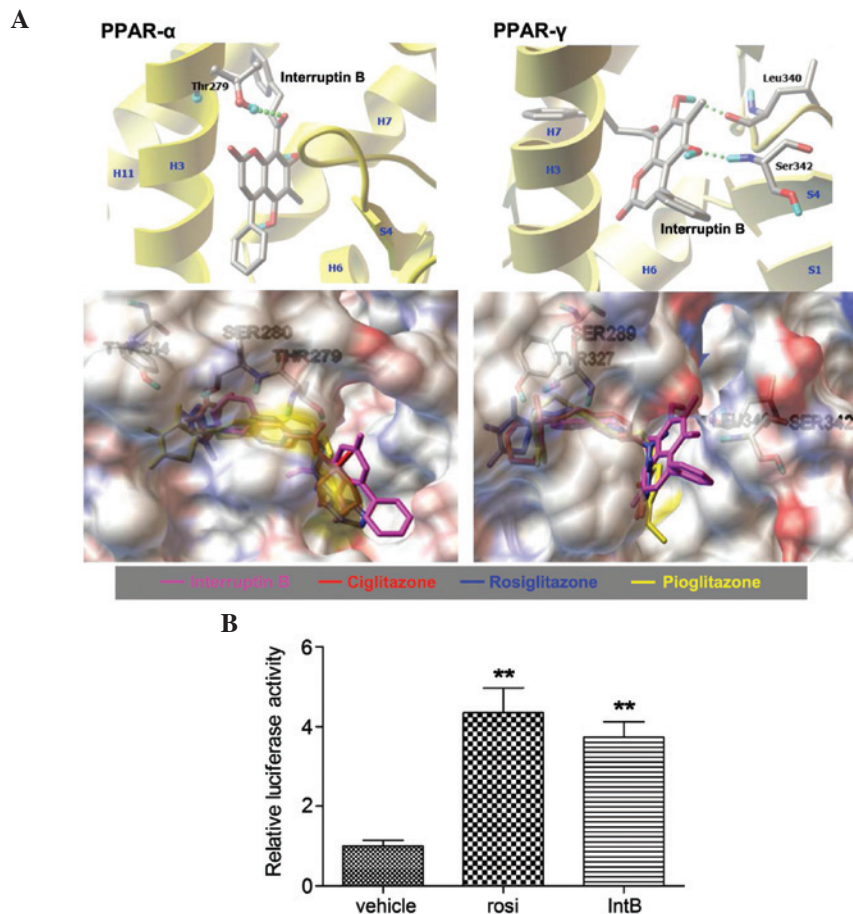 A
PPAR-α
PPAR-γ
Thr279
Interruptin B
H11
H3
H7
S4
H6
H7
H3
Leu340
Ser342
Interruptin B
S4
H6
S1
TYR314
SER280
THR279
SER289
TYR327
LEU340
SER342
Interruptin B
Ciglitazone
Rosiglitazone
Pioglitazone
B
Relative luciferase activity
6
4
2
0
**
**
vehicle
rosi
IntB